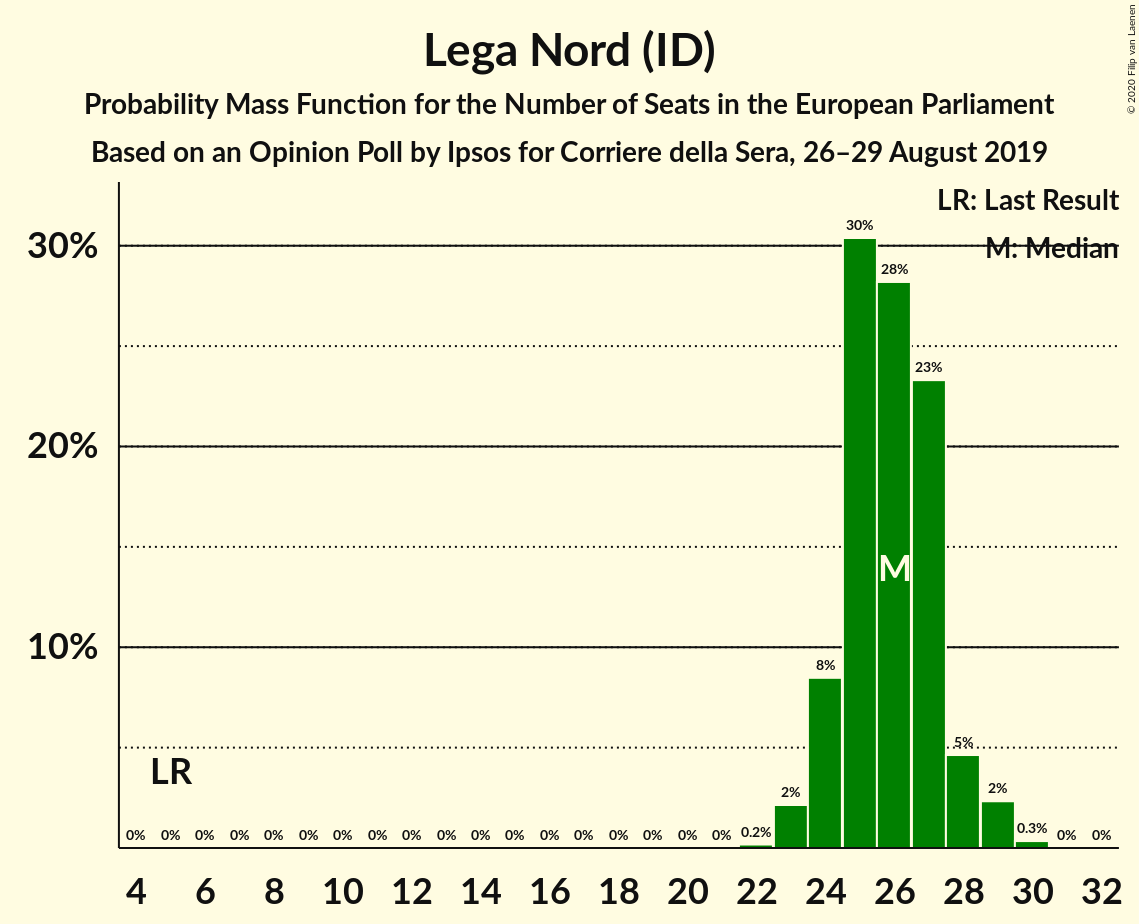 Lega Nord (ID)
Probability Mass Function for the Number of Seats in the European Parliament
Based on an Opinion Poll by Ipsos for Corriere della Sera, 26–29 August 2019
© 2020 Filip van Laenen
LR: Last Result
M: Median
30%
20%
10%
LR
M
0% 0% 0% 0% 0% 0% 0% 0% 0% 0% 0% 0% 0% 0% 0% 0% 0% 0% 0.2% 2% 8% 30% 28% 23% 5% 2% 0.3% 0% 0%
4 6 8 10 12 14 16 18 20 22 24 26 28 30 32